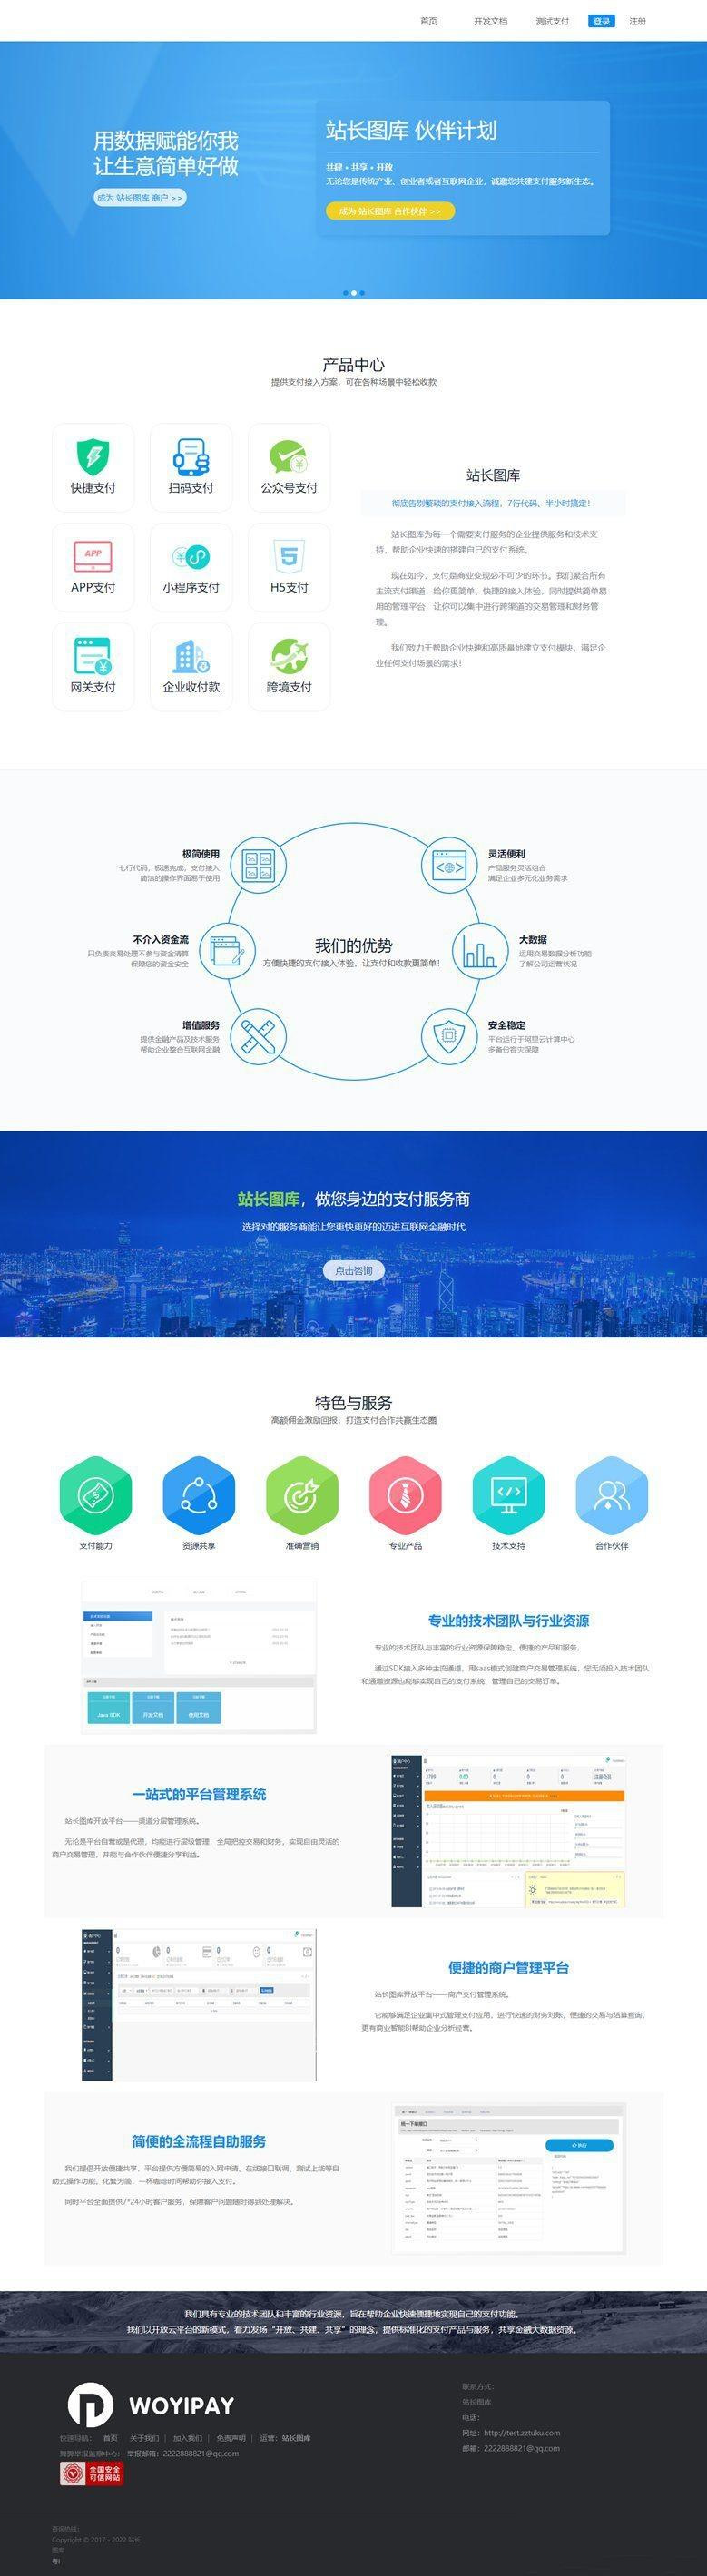 首页 开发文档 测试支付 登录 注册
用数据赋能你我
让生意简单好做
成为 站长图库 商户 >>
站长图库 伙伴计划
共建 • 共享 • 开放
无论您是传统产业、创业者或者互联网企业，诚邀您共建支付服务新生态。
成为 站长图库 合作伙伴 >>
产品中心
提供支付接入方案，可在各种场景中轻松收款
快捷支付 扫码支付 公众号支付
APP
APP支付 小程序支付 H5支付
网关支付 企业收付款 跨境支付
站长图库
彻底告别繁琐的支付接入流程，7行代码，半小时搞定！
站长图库为每一个需要支付服务的企业提供服务和技术支
持，帮助企业快速的搭建自己的支付系统。
现在如今，支付是商业变现必不可少的环节。我们聚合所有
主流支付渠道，给你更简单、快捷的接入体验，同时提供简单易
用的管理平台，让你可以集中进行跨渠道的交易管理和财务管
理。
我们致力于帮助企业快速和高质量地建立支付模块，满足企
业任何支付场景的需求！
极简使用
七行代码，极速完成，支付接入
简洁的操作界面易于使用
灵活便利
产品服务灵活组合
满足企业多元化业务需求
不介入资金流
只负责交易处理不参与资金清算
保障您的资金安全
我们的优势
方便快捷的支付接入体验，让支付和收款更简单！
大数据
运用交易数据分析功能
了解公司运营状况
增值服务
提供金融产品及技术服务
帮助企业整合互联网金融
安全稳定
平台运行于阿里云计算中心
多备份容灾保障
站长图库，做您身边的支付服务商
选择对的服务商能让您更快更好的迈进互联网金融时代
点击咨询
特色与服务
高额佣金激励回报，打造支付合作共赢生态圈
支付能力 资源共享 准确营销 专业产品 技术支持 合作伙伴
Java SDK 开发文档 使用文档
专业的技术团队与行业资源
专业的技术团队与丰富的行业资源保障稳定、便捷的产品和服务。
通过SDK接入多种主流通道，用saas模式创建商户交易管理系统，您无须投入技术团队
和通道资源也能够实现自己的支付系统，管理自己的交易订单。
一站式的平台管理系统
站长图库开放平台——渠道分层管理系统。
无论是平台自营或是代理，均能进行层级管理，全局把控交易和财务，实现自由灵活的
商户交易管理，并能与合作伙伴便捷分享利益。
便捷的商户管理平台
站长图库开放平台——商户支付管理系统。
它能够满足企业集中式管理支付应用，进行快速的财务对账，便捷的交易与结算查询，
更有商业智能BI帮助企业分析经营。
简便的全流程自助服务
我们提倡开放便捷共享，平台提供方便简易的入网申请，在线接口联调，测试上线等自
助式操作功能，化繁为简，一杯咖啡时间帮助你接入支付。
同时平台全面提供7*24小时客户服务，保障客户问题随时得到处理解决。
统一下单接口
执行
我们具有专业的技术团队和丰富的行业资源，旨在帮助企业快速便捷地实现自己的支付功能。
我们以开放云平台的新模式，着力发扬“开放、共建、共享”的理念，提供标准化的支付产品与服务，共享金融大数据资源。
WOYIPAY
快速导航： 首页 关于我们 | 加入我们 | 免责声明 | 运营：站长图库
舞弊举报监察中心： 举报邮箱：2222888821@qq.com
全国安全
可信网站
联系方式：
站长图库
电话：
网址：http://test.zztuku.com
邮箱：2222888821@qq.com
咨询热线：
Copyright © 2017 - 2022 站长
图库